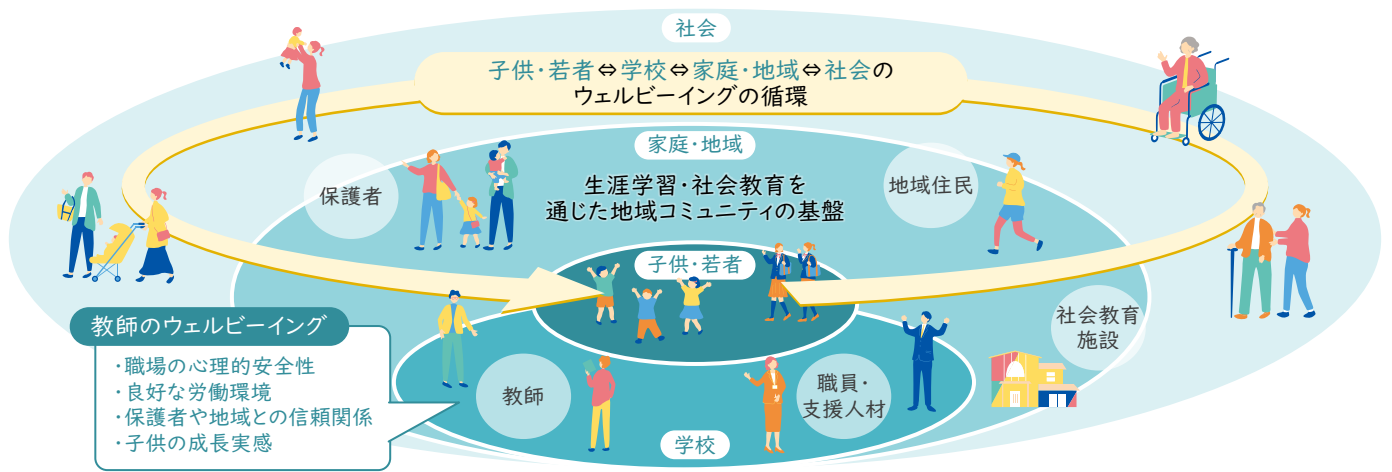 社会
子供・若者⇔学校⇔家庭・地域⇔社会の
ウェルビーイングの循環
家庭・地域
保護者
生涯学習・社会教育を
通じた地域コミュニティの基盤
地域住民
子供・若者
社会教育
施設
教師のウェルビーイング
・職場の心理的安全性
・良好な労働環境
・保護者や地域との信頼関係
・子供の成長実感
教師
職員・
支援人材
学校